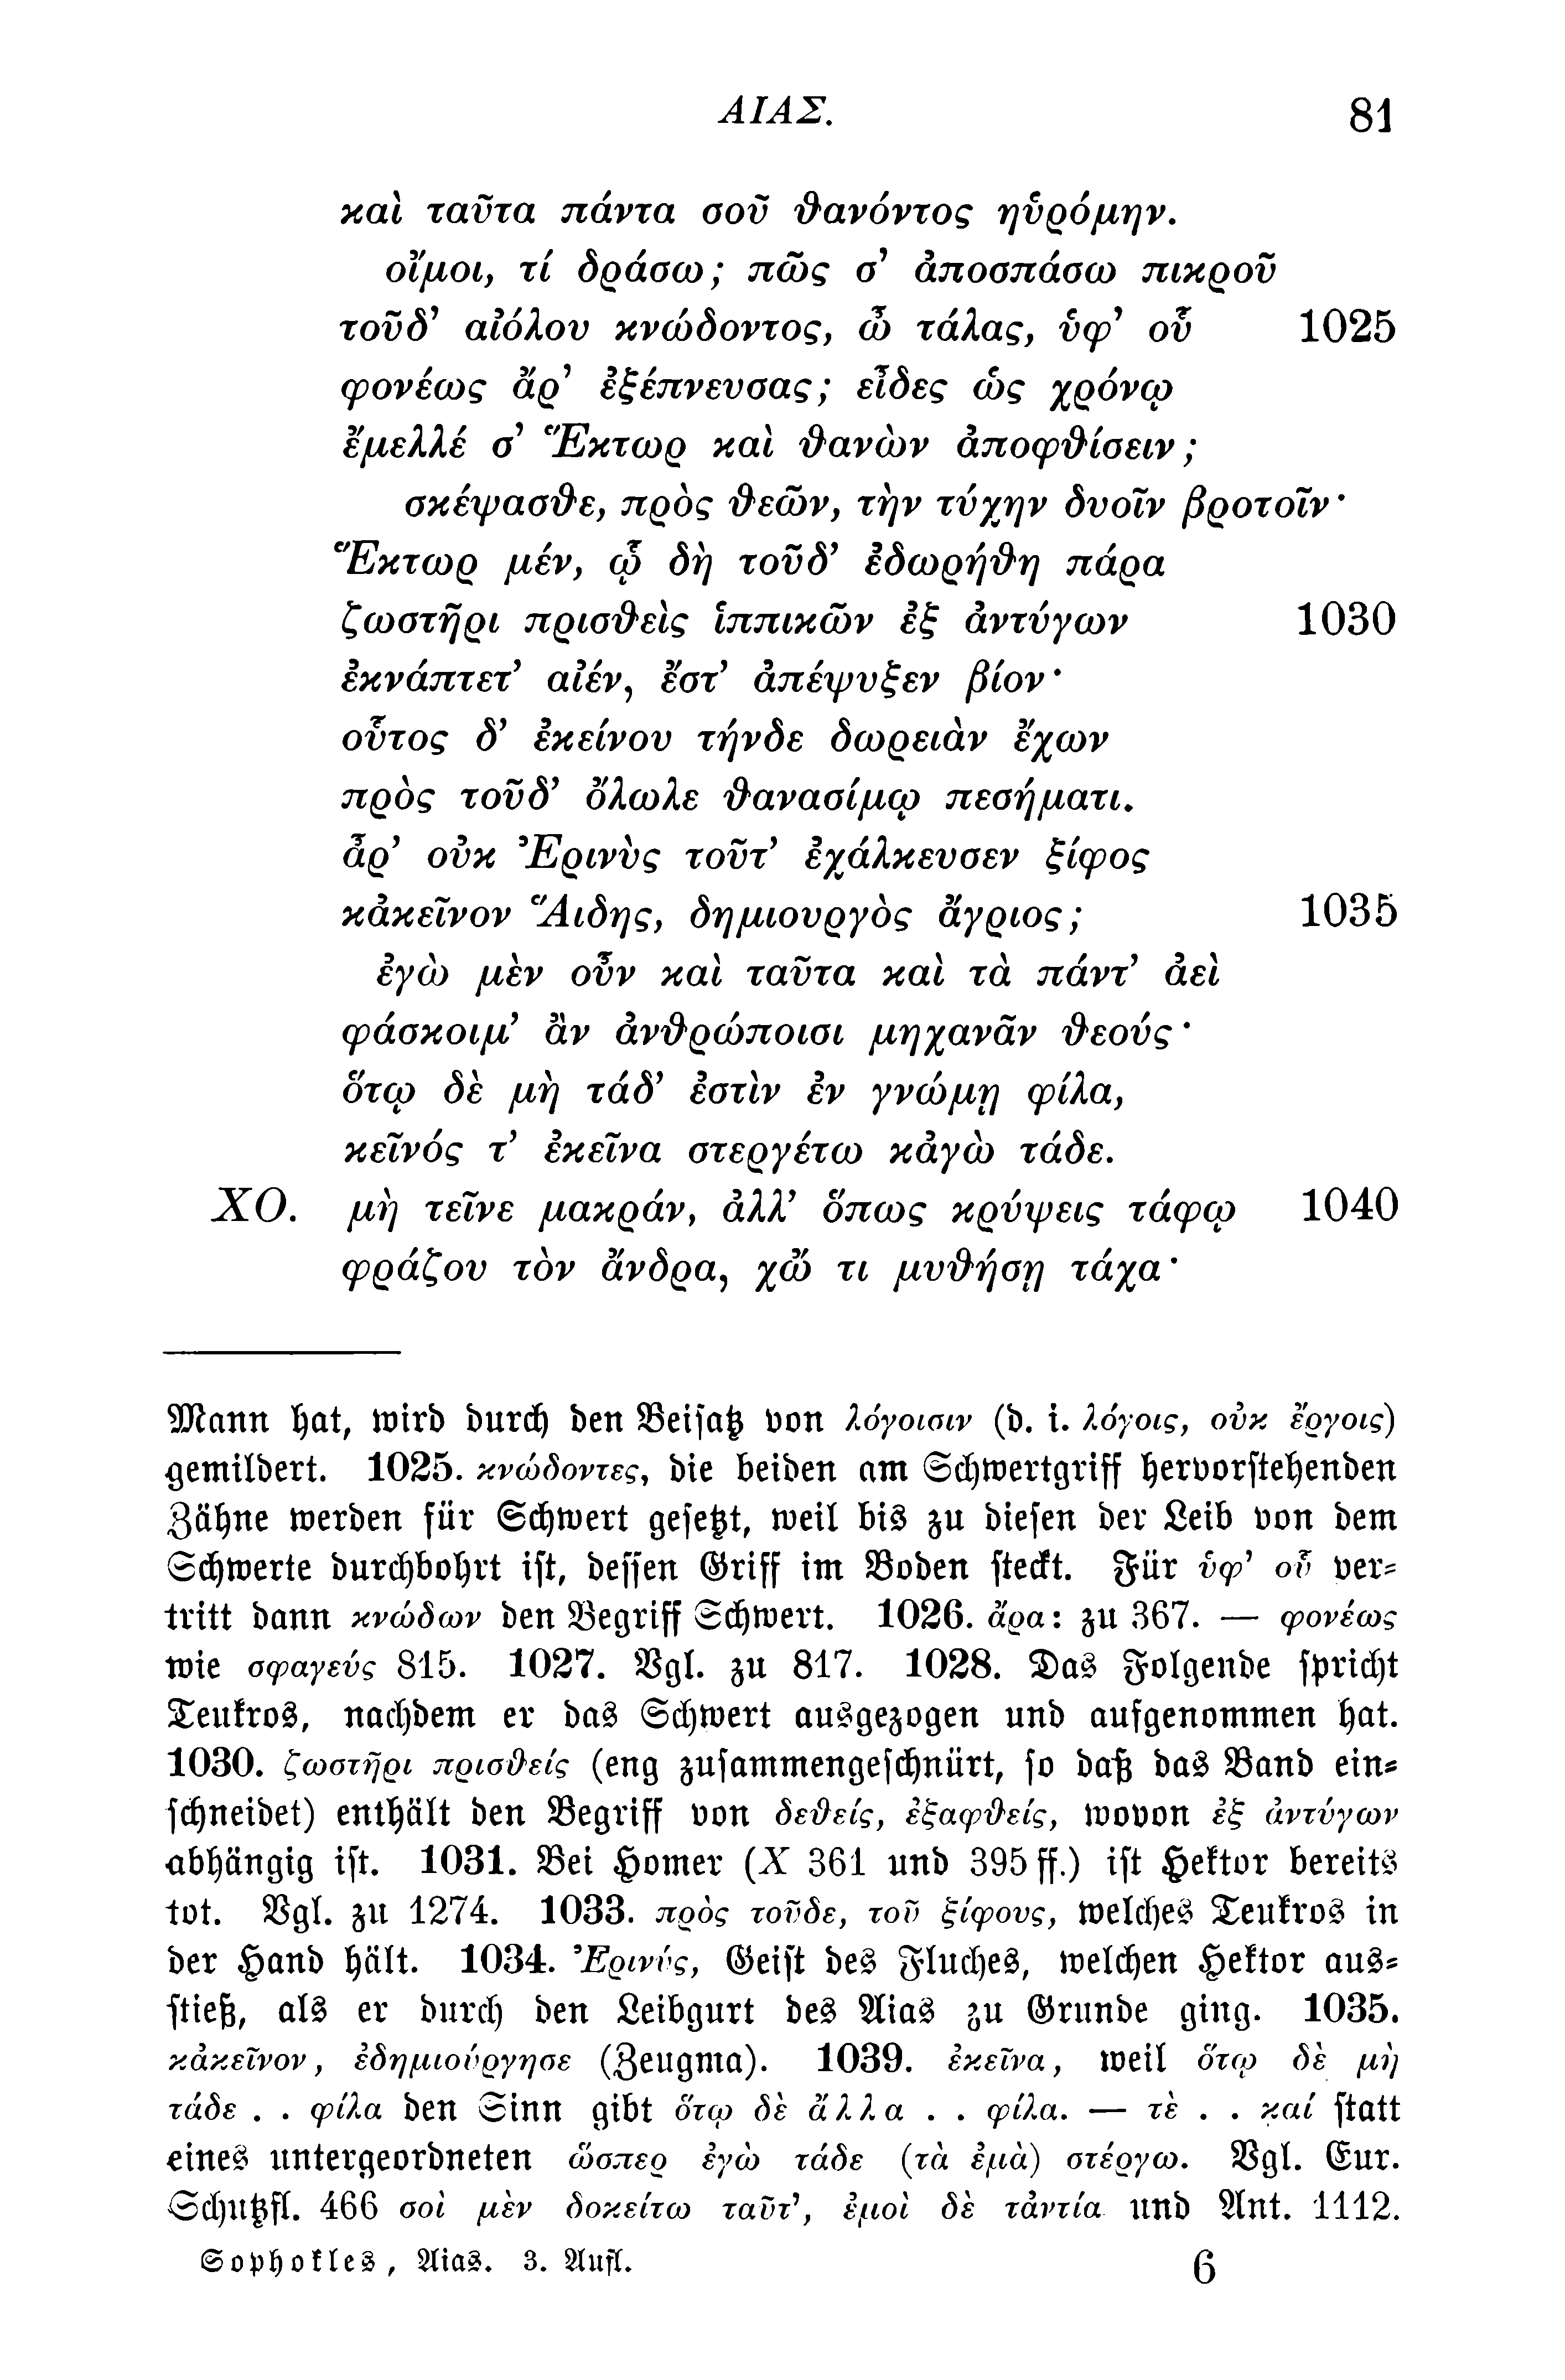 ΑΙΑΣ. 81
καὶ ταῦτα πάντα σοῦ θανόντος ηὑρόμην.
οἴμοι, τί δράσω; πῶς σ’ ἀποσπάσω πικροῦ
τοῦδ’ αἰόλου κνώδοντος, ὦ τάλας, ὑφ’ οὗ 1025
φονέως ἄρ’ ἐξέπνευσας; εἶδες ὡς χρόνῳ
ἔμελλέ σ’ Ἕκτωρ καὶ θανὼν ἀποφθίσειν;
σκέψασθε, πρὸς θεῶν, τὴν τύχην δυοῖν βροτοῖν·
Ἕκτωρ μέν, ᾧ δὴ τοῦδ’ ἐδωρήθη πάρα
ζωστῆρι πρισθεὶς ἱππικῶν ἐξ ἀντύγων 1030
ἐκνάπτετ’ αἰέν, ἔστ’ ἀπέψυξεν βίον·
οὗτος δ’ ἐκείνου τήνδε δωρειὰν ἔχων
πρὸς τοῦδ’ ὄλωλε θανασίμῳ πεσήματι.
ἆρ’ οὐκ Ἐρινὺς τοῦτ’ ἐχάλκευσεν ξίφος
κἀκεῖνον Ἅιδης, δημιουργὸς ἄγριος; 1035
ἐγὼ μὲν οὖν καὶ ταῦτα καὶ τὰ πάντ’ ἀεὶ
φάσκοιμ’ ἂν ἀνθρώποισι μηχανᾶν θεούς·
ὅτῳ δὲ μὴ τάδ’ ἐστὶν ἐν γνώμῃ φίλα,
κεῖνός τ’ ἐκεῖνα στεργέτω κἀγὼ τάδε.
ΧΟ. μὴ τεῖνε μακράν, ἀλλ’ ὅπως κρύψεις τάφῳ 1040
φράζου τὸν ἄνδρα, χὤ τι μυθήσῃ τάχα·
Mann hat, wird durch den Beisatz von λόγοισιν (d. i. λόγοις, οὐκ ἔργοις)
gemildert. 1025. κνώδοντες, die beiden am Schwertgriff hervorstehenden
Zähne werden für Schwert gesetzt, weil bis zu diesen der Leib von dem
Schwerte durchbohrt ist, dessen Griff im Boden steckt. Für ὑφ’ οὗ ver-
tritt dann κνώδων den Begriff Schwert. 1026. ἄρα: zu 367. — φονέως
wie σφαγεύς 815. 1027. Vgl. zu 817. 1028. Das Folgende spricht
Teukros, nachdem er das Schwert ausgezogen und aufgenommen hat.
1030. ζωστῆρι πρισθείς (eng zusammengeschnürt, so daß das Band ein-
schneidet) enthält den Begriff von δεθείς, ἐξαφθείς, wovon ἐξ ἀντύγων
abhängig ist. 1031. Bei Homer (X 361 und 395 ff.) ist Hektor bereits
tot. Vgl. zu 1274. 1033. πρὸς τοῦδε, τοῦ ξίφους, welches Teukros in
der Hand hält. 1034. Ἐρινύς, Geist des Fluches, welchen Hektor aus-
stieß, als er durch den Leibgurt des Aias zu Grunde ging. 1035.
κἀκεῖνον, ἐδημιούργησε (Zeugma). 1039. ἐκεῖνα, weil ὅτῳ δὲ μὴ
τάδε . . φίλα den Sinn gibt ὅτῳ δὲ ἄλλα . . φίλα. — τὲ . . καί statt
eines untergeordneten ὥσπερ ἐγὼ τάδε (τὰ ἐμὰ) στέργω. Vgl. Eur.
Schutzfl. 466 σοὶ μὲν δοκείτω ταῦτ’, ἐμοὶ δὲ τἀντία und Ant. 1112.
Sophokles, Aias. 3. Aufl. 6